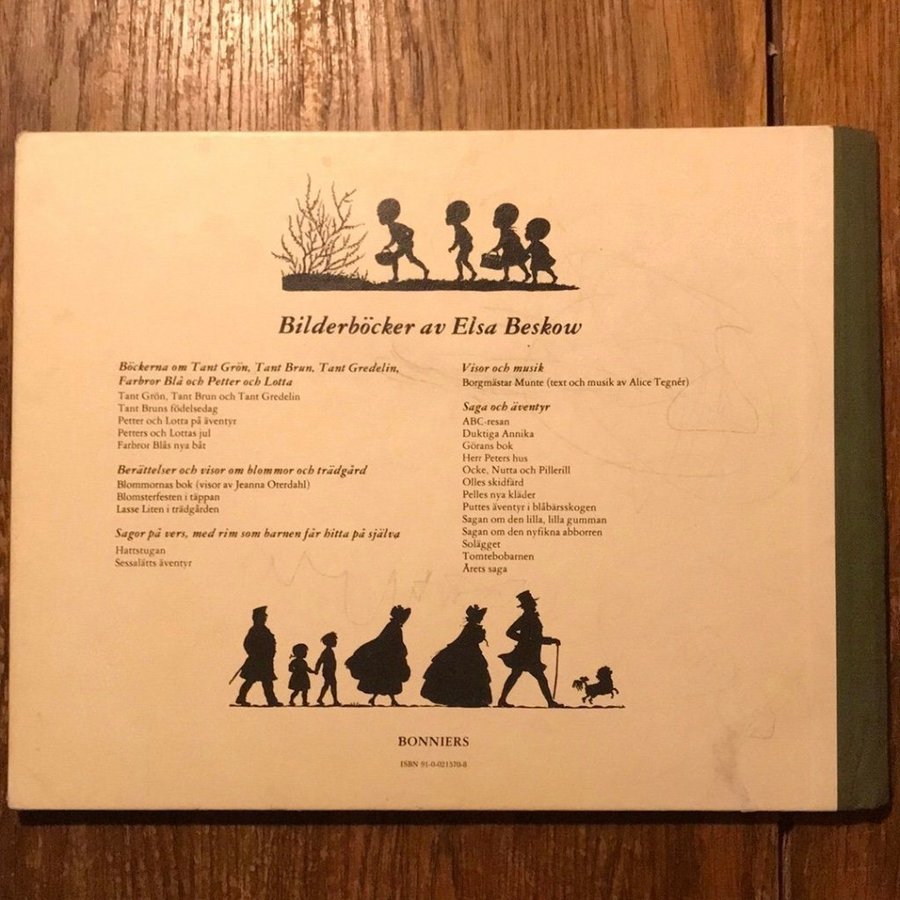 Bilderböcker av Elsa Beskow
Böckerna om Tant Grön, Tant Brun, Tant Gredelin,
Farbror Blå och Petter och Lotta
Tant Grön, Tant Brun och Tant Gredelin
Tant Bruns födelsedag
Petter och Lotta på äventyr
Petters och Lottas jul
Farbror Blås nya båt
Berättelser och visor om blommor och trädgård
Blommornas bok (visor av Jeanna Oterdahl)
Blomsterfesten i täppan
Lasse Liten i trädgården
Sagor på vers, med rim som barnen får hitta på själva
Hattstugan
Sessalätts äventyr
Visor och musik
Borgmästar Munte (text och musik av Alice Tegnér)
Saga och äventyr
ABC-resan
Duktiga Annika
Görans bok
Herr Peters hus
Ocke, Nutta och Pillerill
Olles skidfärd
Pelles nya kläder
Puttes äventyr i blåbärsskogen
Sagan om den lilla, lilla gumman
Sagan om den nyfikna abborren
Solägget
Tomtebobarnen
Årets saga
BONNIERS
ISBN 91-0-021570-8